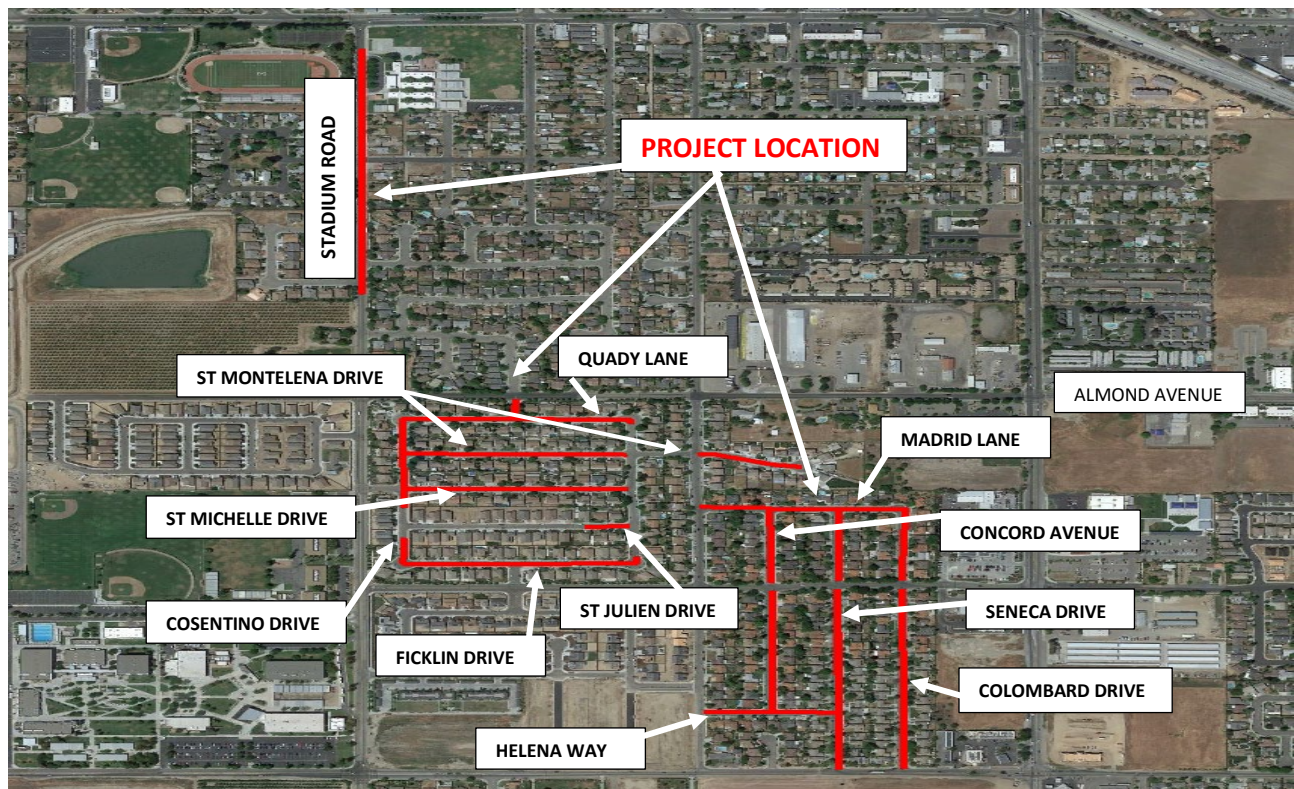 STADIUM ROAD
PROJECT LOCATION
QUADY LANE
ST MONTELENA DRIVE
ALMOND AVENUE
MADRID LANE
ST MICHELLE DRIVE
CONCORD AVENUE
COSENTINO DRIVE
ST JULIEN DRIVE
SENECA DRIVE
FICKLIN DRIVE
COLOMBARD DRIVE
HELENA WAY